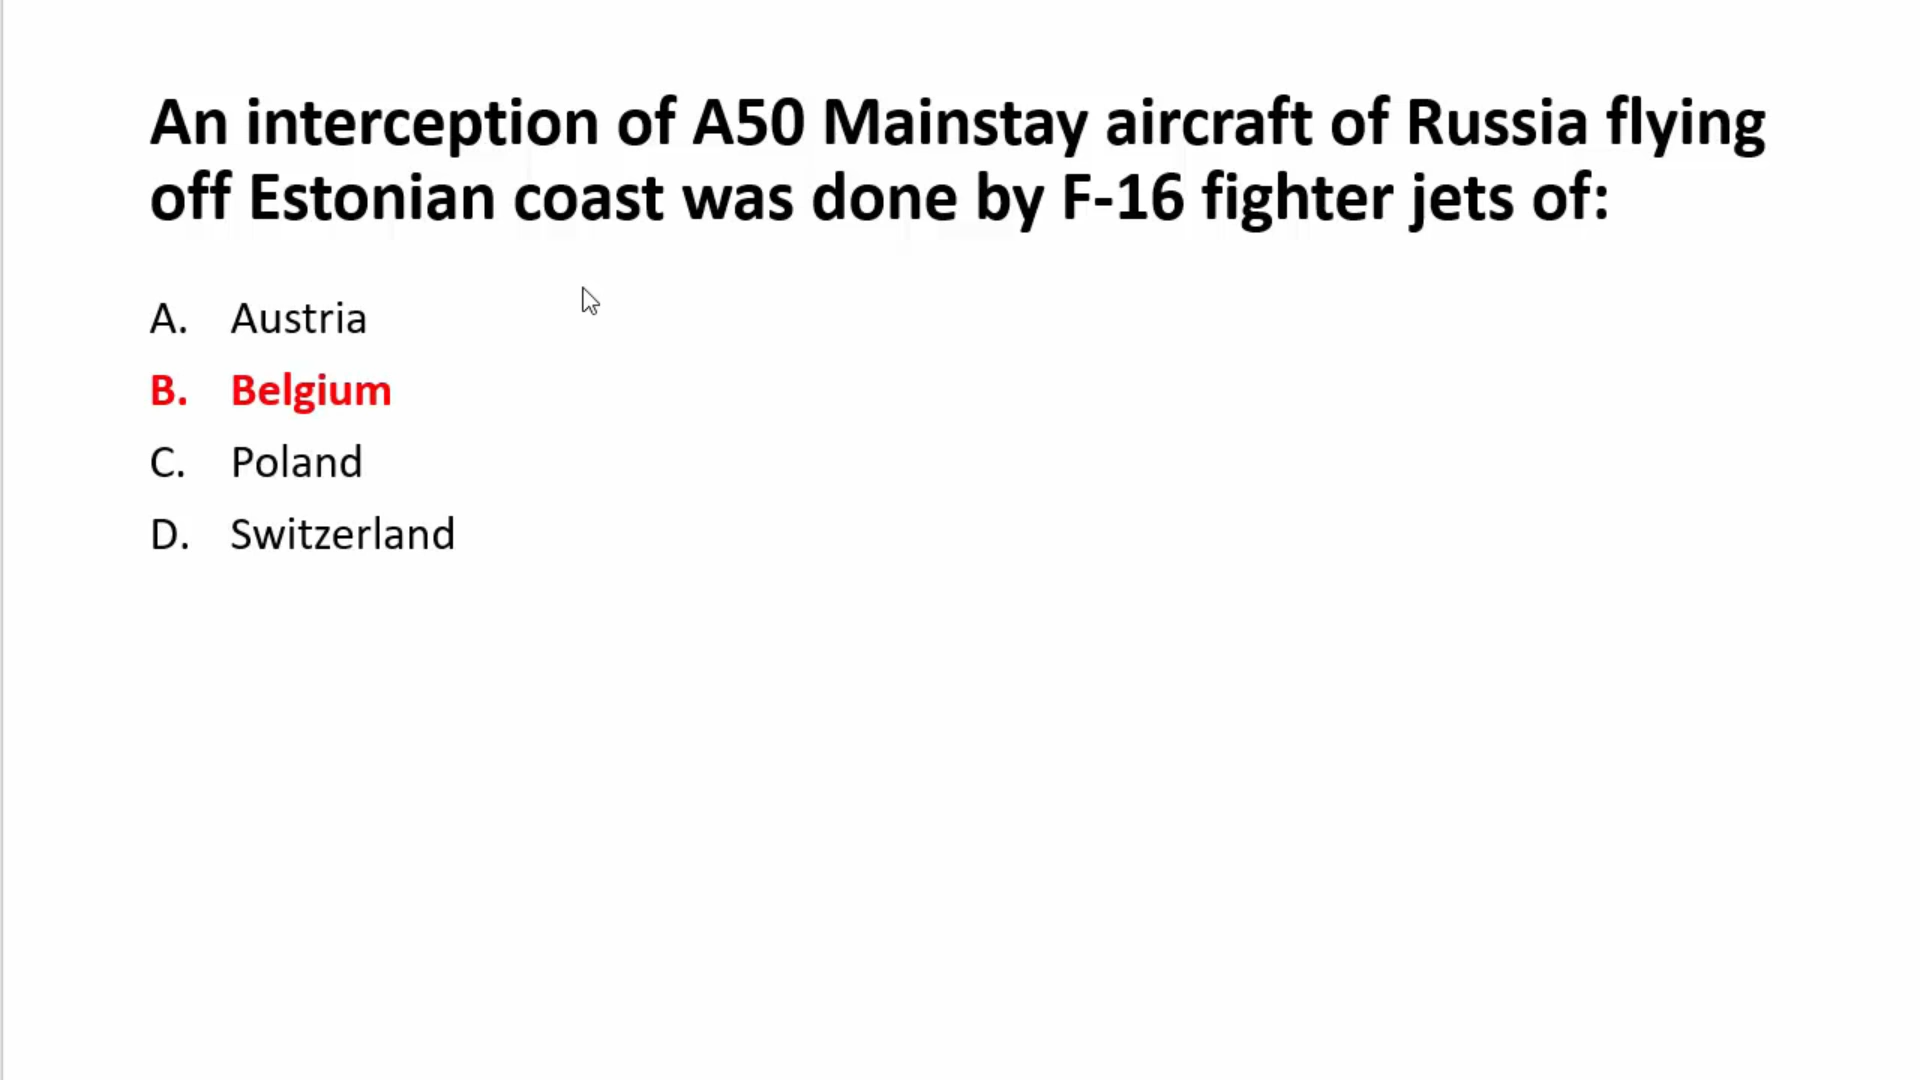 An interception of A50 Mainstay aircraft of Russia flying
off Estonian coast was done by F-16 fighter jets of:
A. Austria
B. Belgium
C. Poland
D. Switzerland